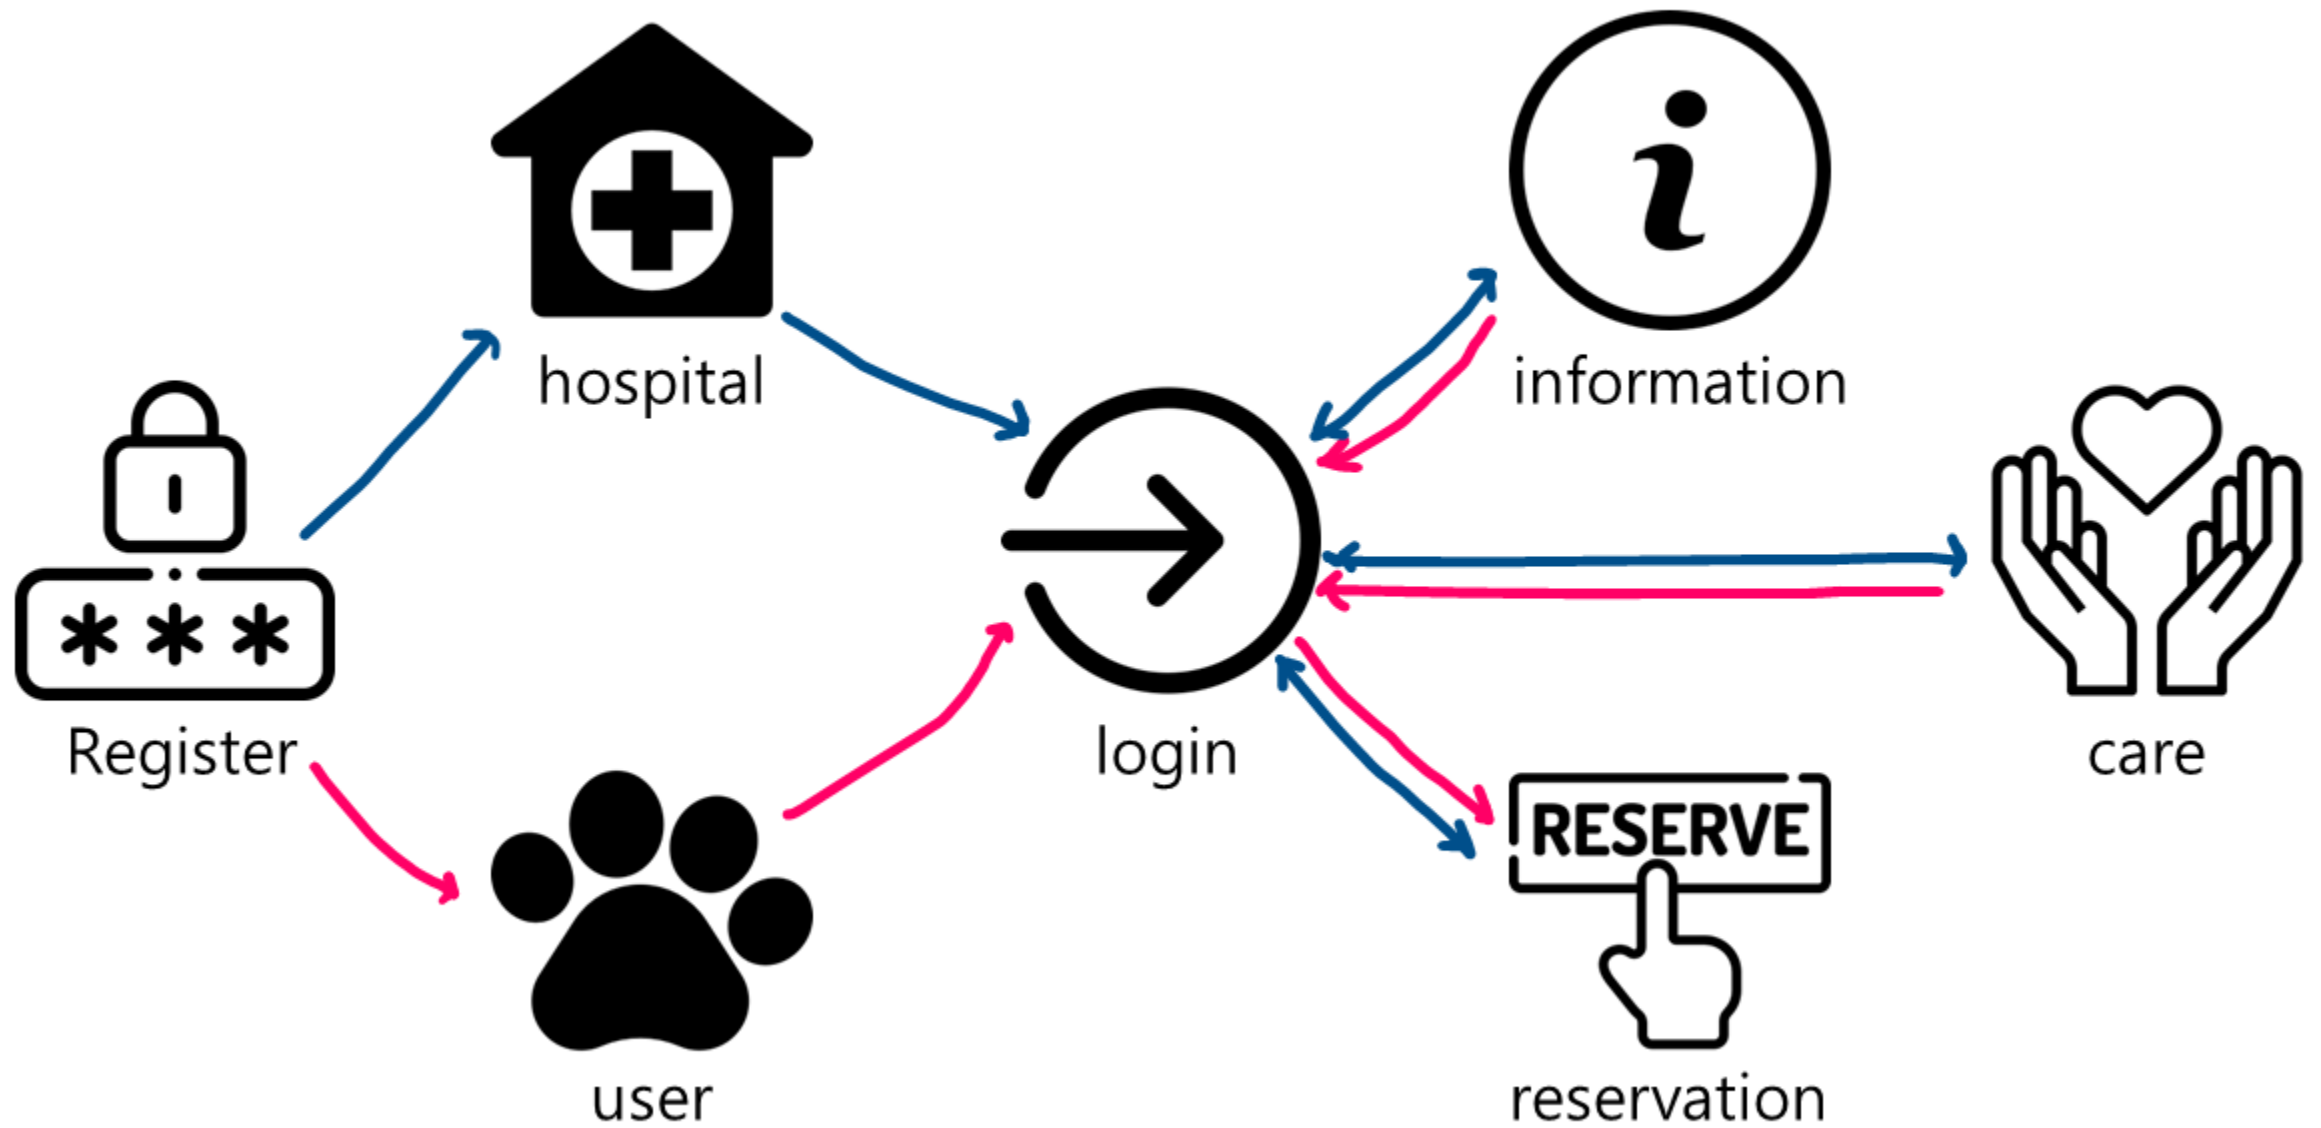 hospital
information
***
Register
login
care
RESERVE
user
reservation